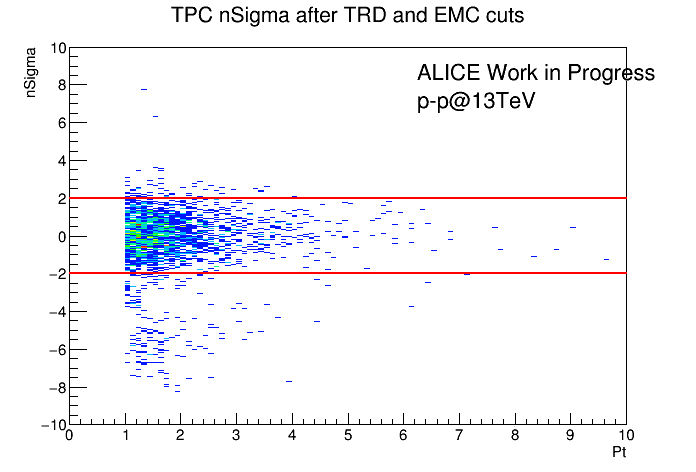 TPC nSigma after TRD and EMC cuts
nSigma
ALICE Work in Progress
p-p@13TeV
10
8
6
4
2
0
−2
−4
−6
−8
−10
0 1 2 3 4 5 6 7 8 9 10
Pt